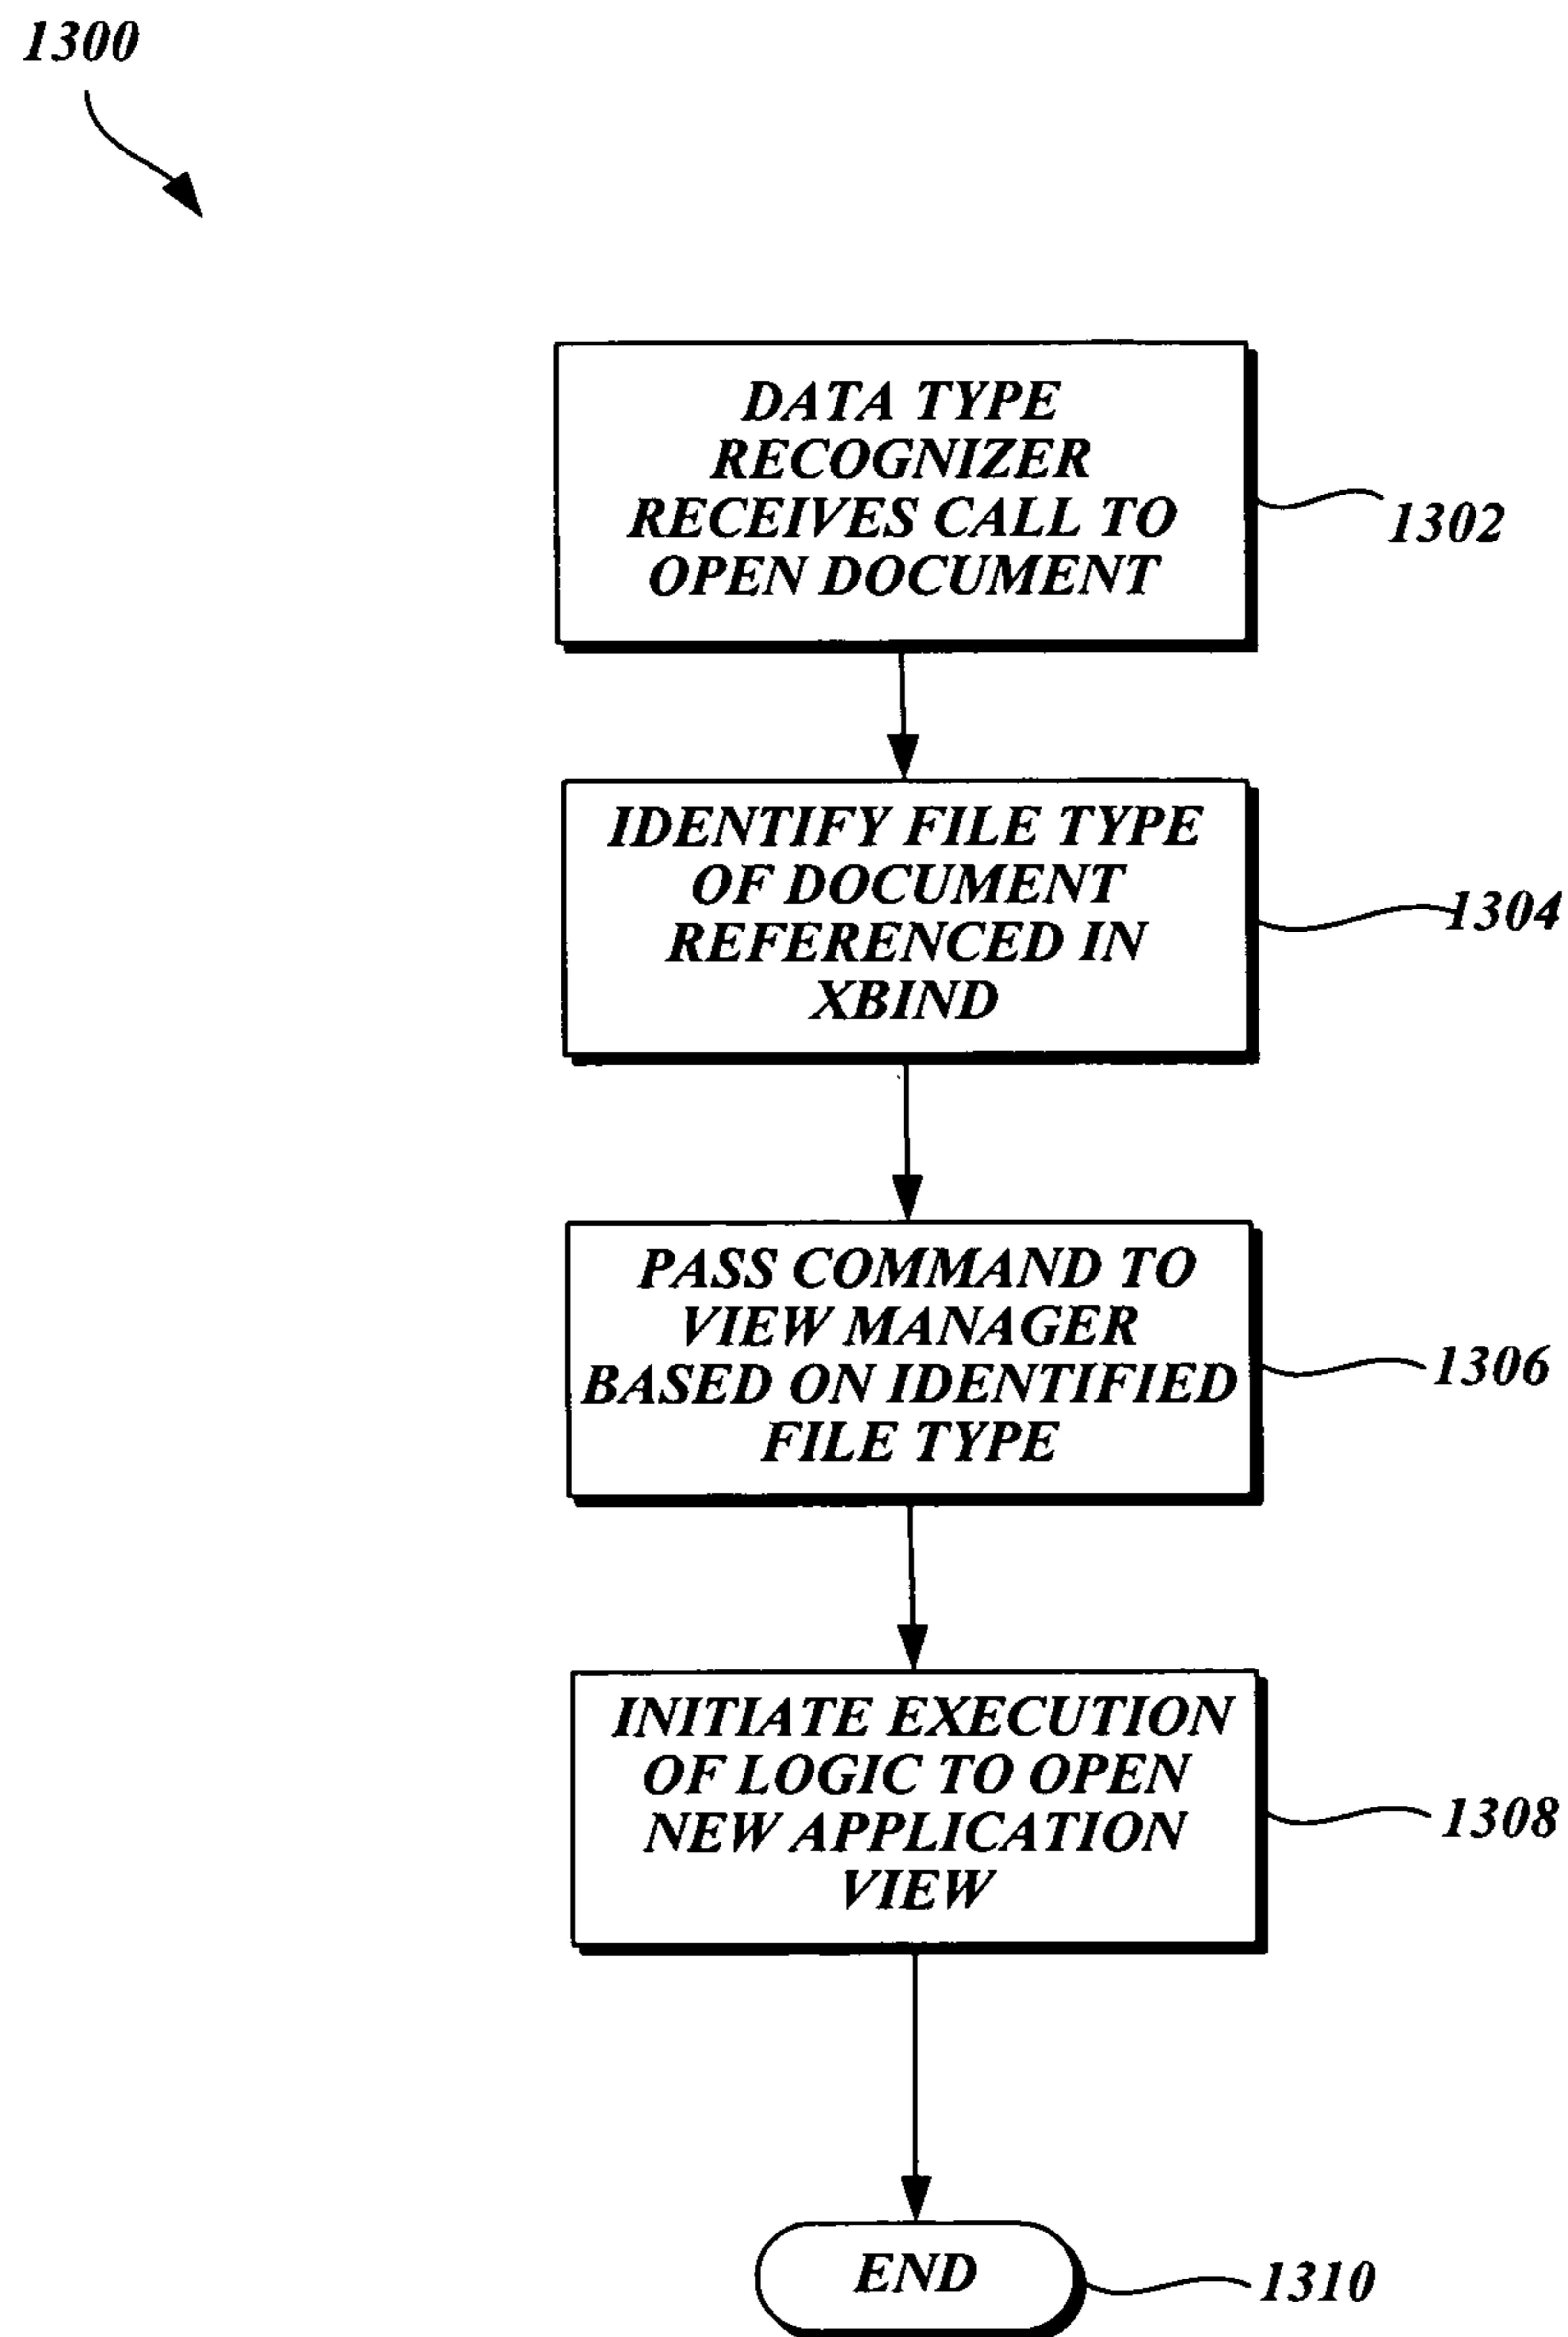 1300
DATA TYPE
RECOGNIZER
RECEIVES CALL TO
OPEN DOCUMENT
1302
IDENTIFY FILE TYPE
OF DOCUMENT
REFERENCED IN
XBIND
1304
PASS COMMAND TO
VIEW MANAGER
BASED ON IDENTIFIED
FILE TYPE
1306
INITIATE EXECUTION
OF LOGIC TO OPEN
NEW APPLICATION
VIEW
1308
END
1310